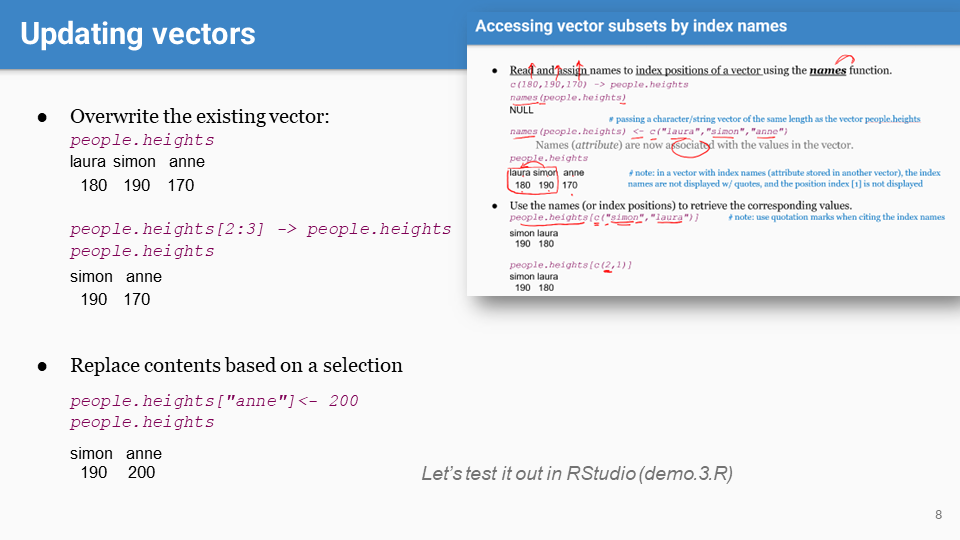 Updating vectors
● Overwrite the existing vector:
people.heights
laura simon anne
180 190 170
people.heights[2:3] -> people.heights
people.heights
simon anne
190 170
● Replace contents based on a selection
people.heights["anne"]<- 200
people.heights
simon anne
190 200
Let's test it out in RStudio (demo.3.R)
8
Accessing vector subsets by index names
● Read and assign names to index positions of a vector using the names function.
c(180,190,170) -> people.heights
names(people.heights)
NULL
# passing a character/string vector of the same length as the vector people.heights
names(people.heights) <- c("laura","simon","anne")
Names (attribute) are now associated with the values in the vector.
people.heights
laura simon anne
180 190 170
# note: in a vector with index names (attribute stored in another vector), the index
names are not displayed w/ quotes, and the position index [1] is not displayed
● Use the names (or index positions) to retrieve the corresponding values.
people.heights[c("simon","laura")] # note: use quotation marks when citing the index names
simon laura
190 180
people.heights[c(2,1)]
simon laura
190 180